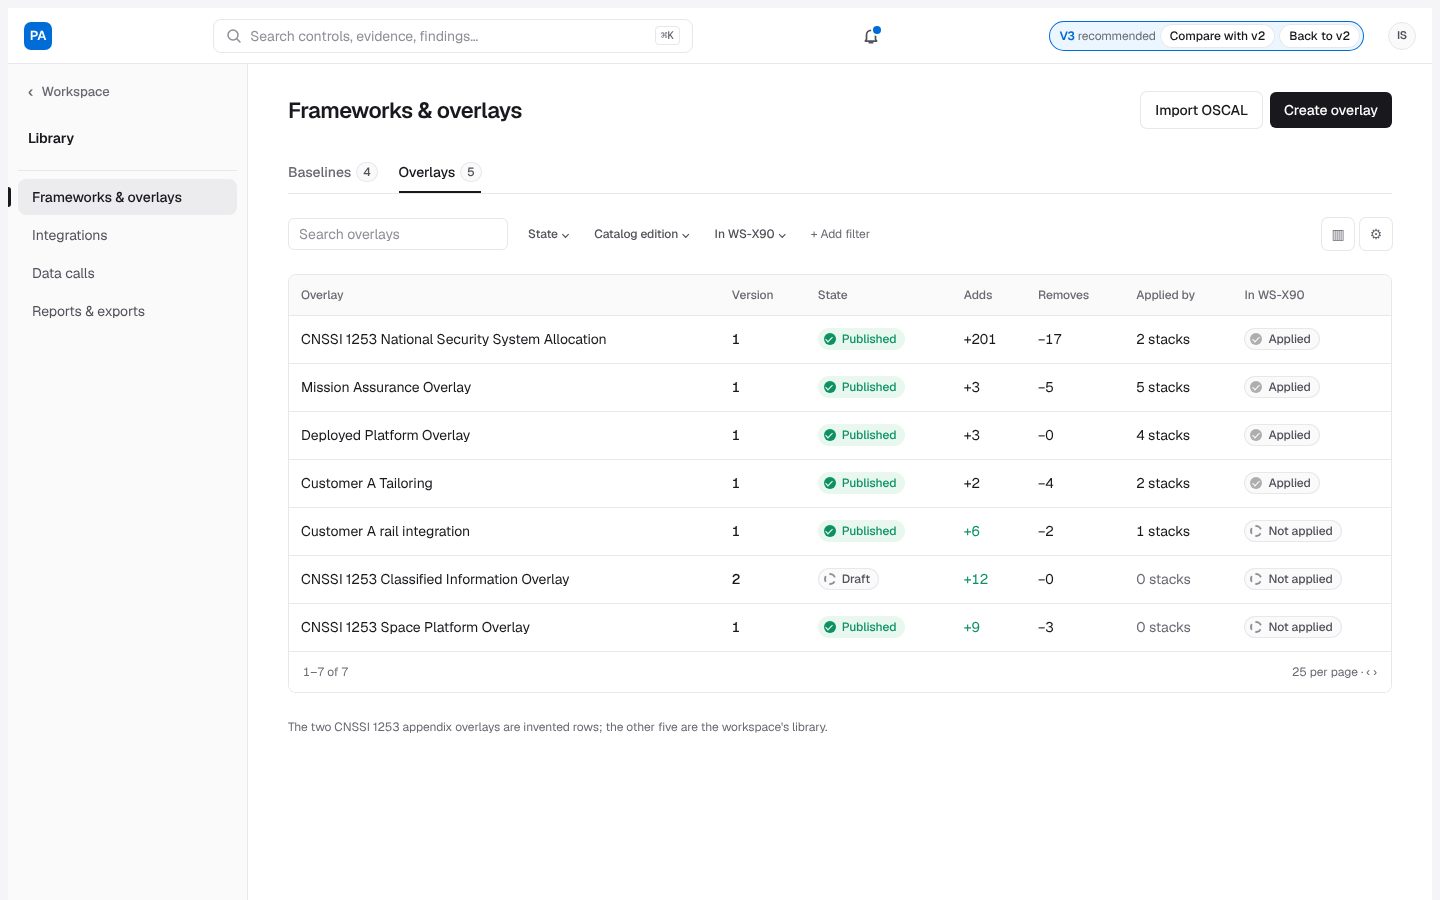 PA
Search controls, evidence, findings...
⌘K
V3 recommended Compare with v2 Back to v2
IS
‹ Workspace
Library
Frameworks & overlays
Integrations
Data calls
Reports & exports
Frameworks & overlays
Import OSCAL Create overlay
Baselines 4 Overlays 5
Search overlays State Catalog edition In WS-X90 + Add filter
Overlay Version State Adds Removes Applied by In WS-X90
CNSSI 1253 National Security System Allocation 1 Published +201 −17 2 stacks Applied
Mission Assurance Overlay 1 Published +3 −5 5 stacks Applied
Deployed Platform Overlay 1 Published +3 −0 4 stacks Applied
Customer A Tailoring 1 Published +2 −4 2 stacks Applied
Customer A rail integration 1 Published +6 −2 1 stacks Not applied
CNSSI 1253 Classified Information Overlay 2 Draft +12 −0 0 stacks Not applied
CNSSI 1253 Space Platform Overlay 1 Published +9 −3 0 stacks Not applied
1–7 of 7 25 per page · ‹ ›
The two CNSSI 1253 appendix overlays are invented rows; the other five are the workspace's library.